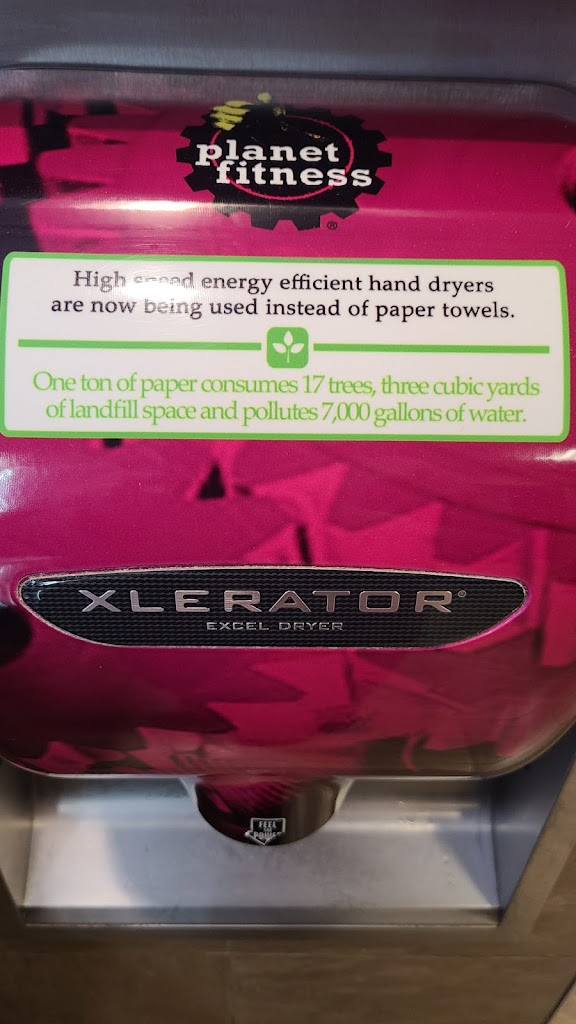 planet
fitness®
High speed energy efficient hand dryers
are now being used instead of paper towels.
One ton of paper consumes 17 trees, three cubic yards
of landfill space and pollutes 7,000 gallons of water.
XLERATOR®
EXCEL DRYER
FEEL
THE
POWER